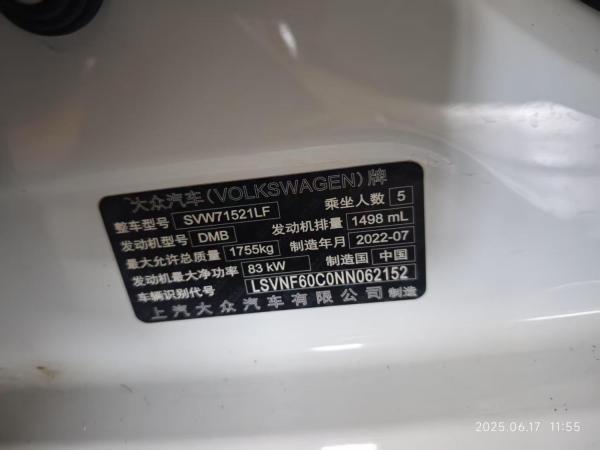 大众汽车(VOLKSWAGEN)牌
整车型号 SVW71521LF 乘坐人数 5
发动机型号 DMB 发动机排量 1498 mL
最大允许总质量 1755kg 制造年月 2022-07
发动机最大净功率 83 kW 制造国 中国
车辆识别代号 LSVNF60C0NN062152
上汽大众汽车有限公司 制造
2025.06.17 11:55